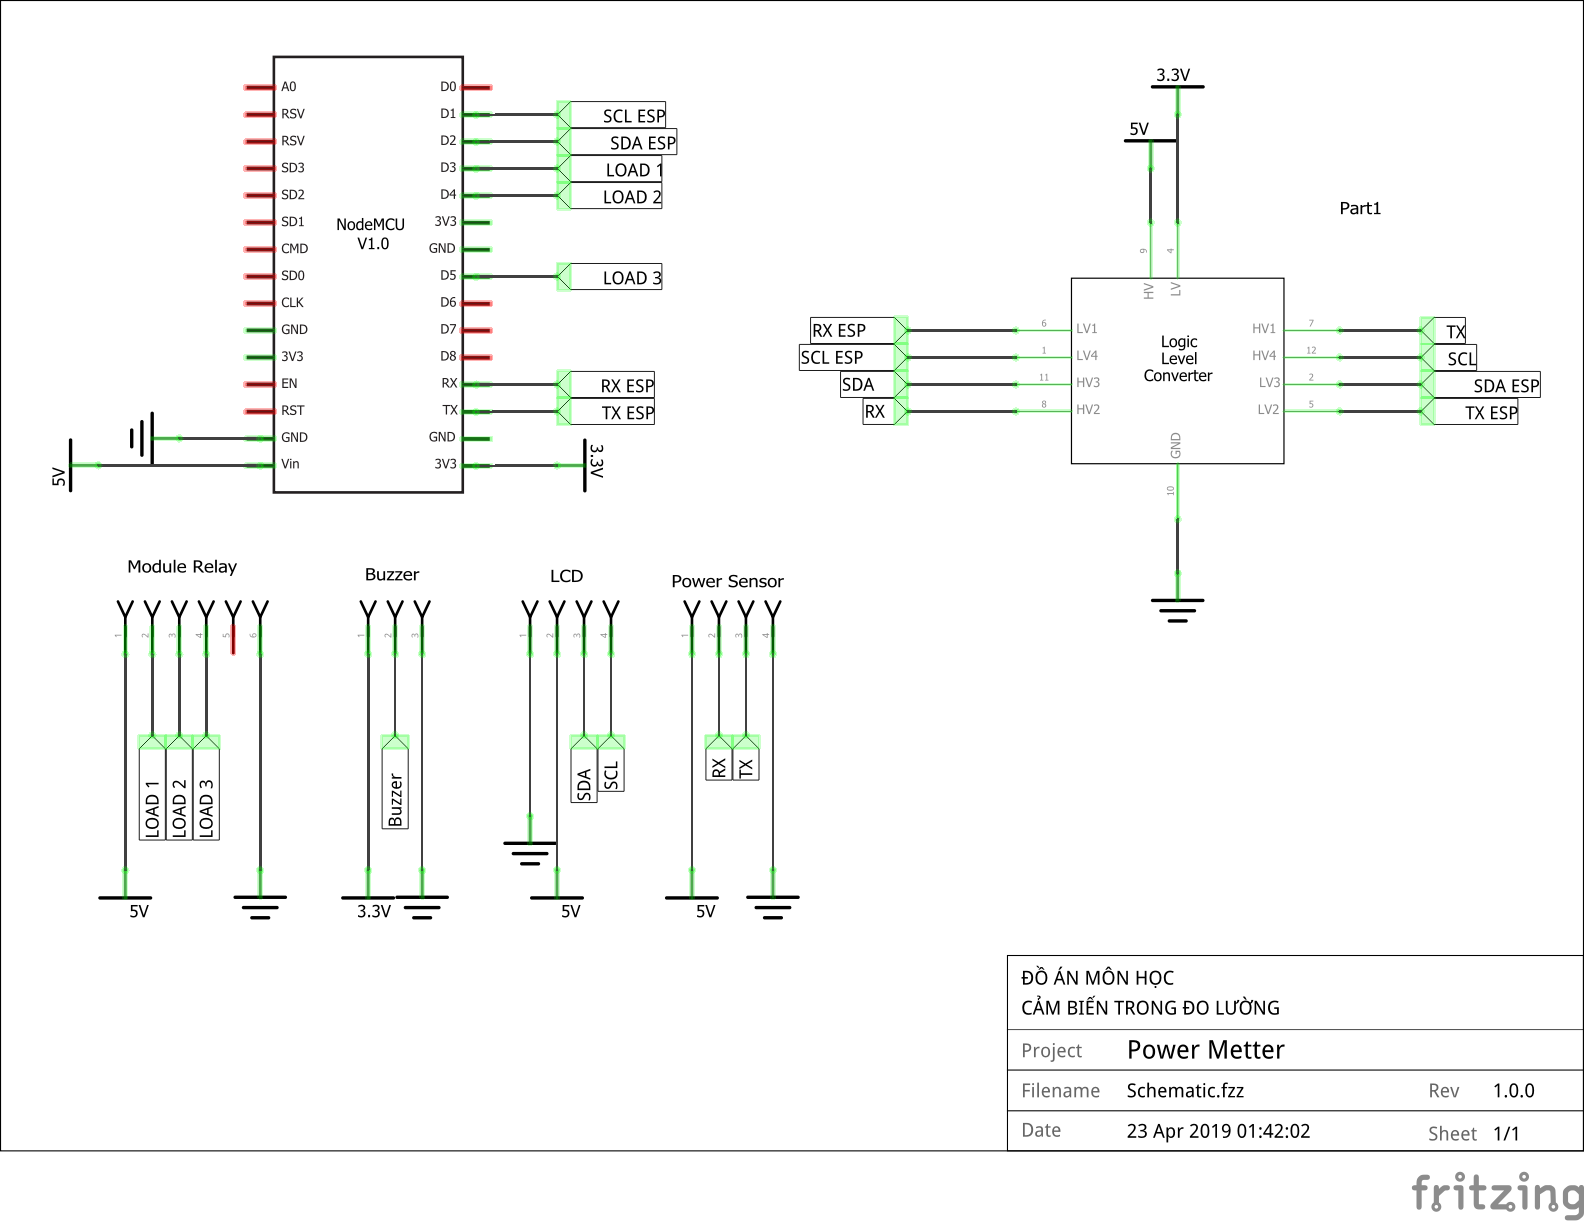 A0
RSV
RSV
SD3
SD2
SD1
CMD
SD0
CLK
GND
3V3
EN
RST
GND
Vin
NodeMCU
V1.0
D0
D1
D2
D3
D4
3V3
GND
D5
D6
D7
D8
RX
TX
GND
3V3
SCL ESP
SDA ESP
LOAD 1
LOAD 2
LOAD 3
RX ESP
TX ESP
5V
3.3V
3.3V
5V
Part1
9
4
HV
LV
RX ESP
SCL ESP
SDA
RX
6
1
11
8
LV1
LV4
HV3
HV2
Logic
Level
Converter
HV1
HV4
LV3
LV2
7
12
2
5
TX
SCL
SDA ESP
TX ESP
GND
10
Module Relay
1
2
3
4
5
6
LOAD 1
LOAD 2
LOAD 3
5V
Buzzer
1
2
3
Buzzer
3.3V
LCD
1
2
3
4
SDA
SCL
5V
Power Sensor
1
2
3
4
RX
TX
5V
ĐỒ ÁN MÔN HỌC
CẢM BIẾN TRONG ĐO LƯỜNG
Project Power Metter
Filename Schematic.fzz Rev 1.0.0
Date 23 Apr 2019 01:42:02 Sheet 1/1
fritzing